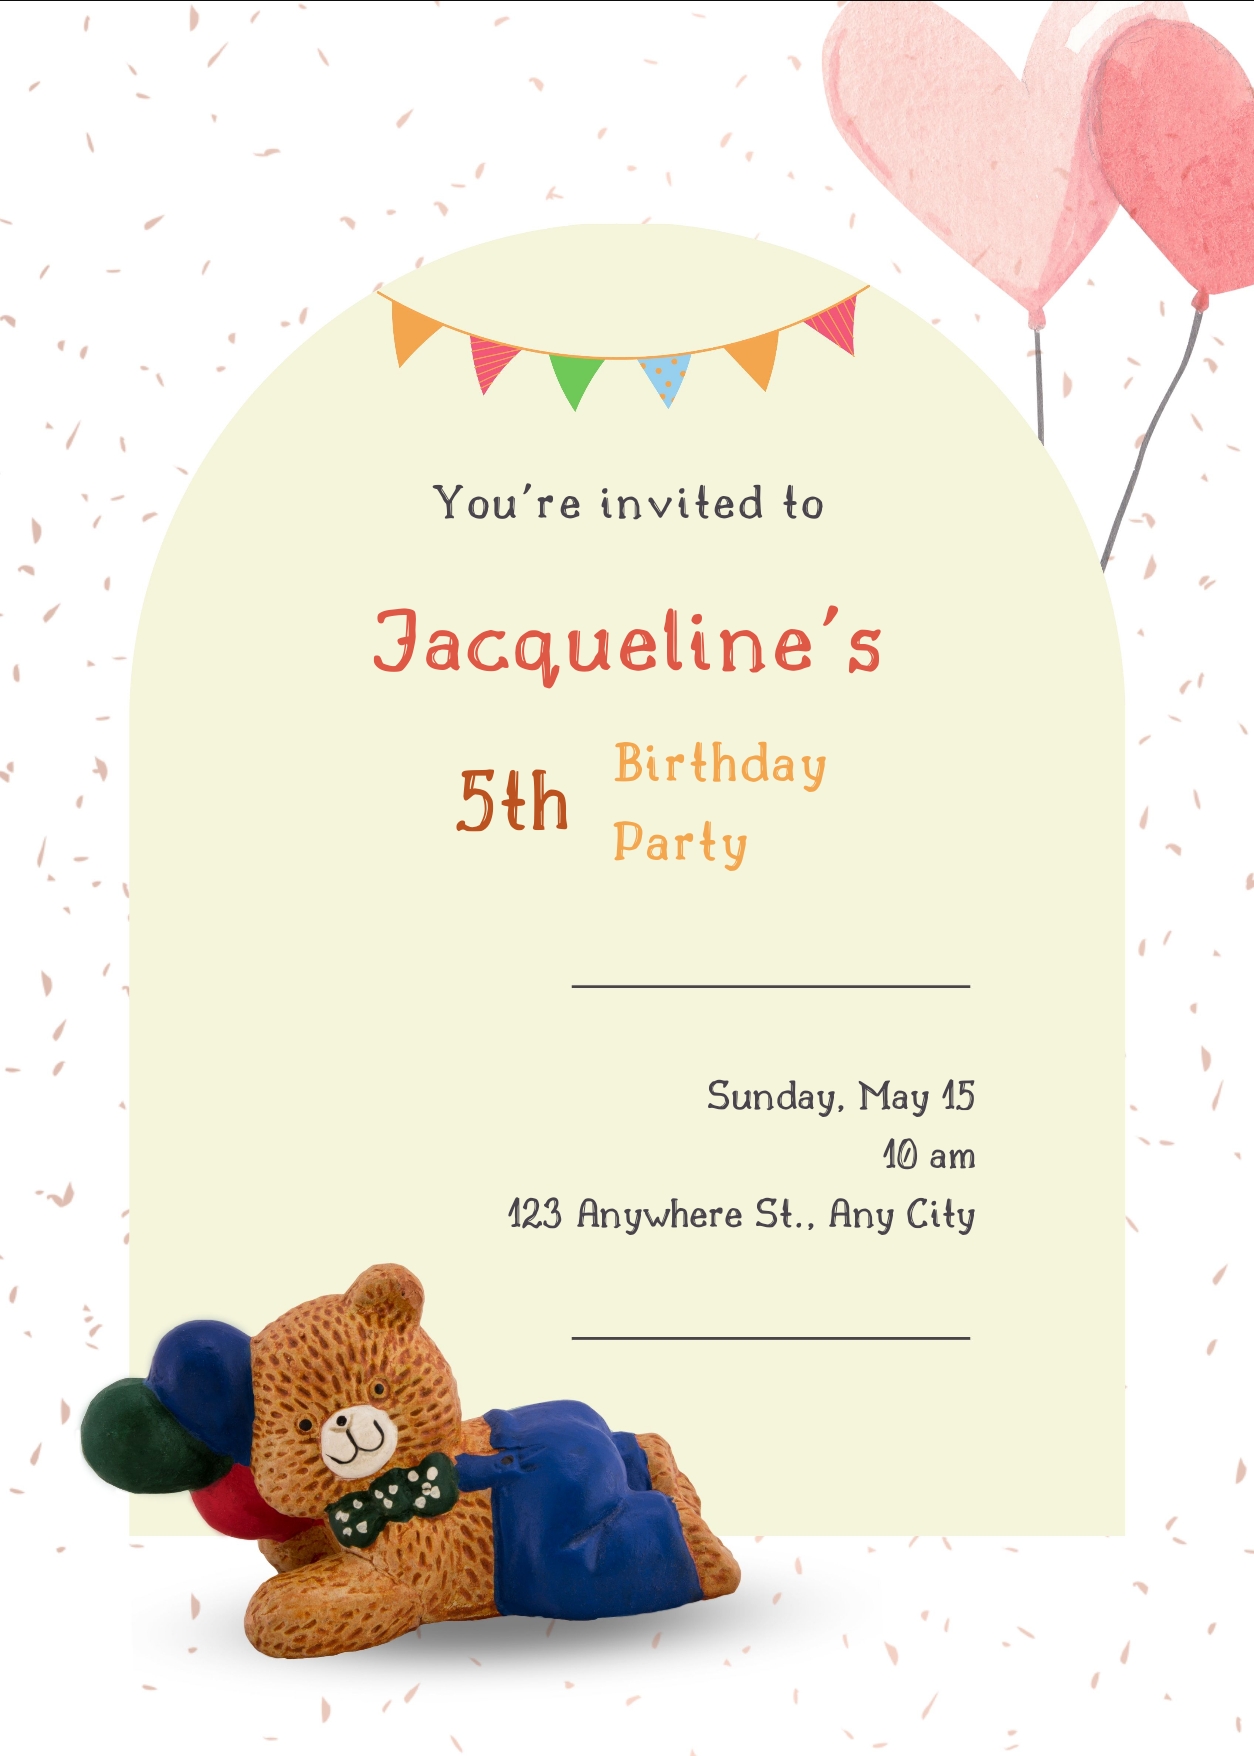 You're invited to
Jacqueline's
5th
Birthday
Party
Sunday, May 15
10 am
123 Anywhere St., Any City